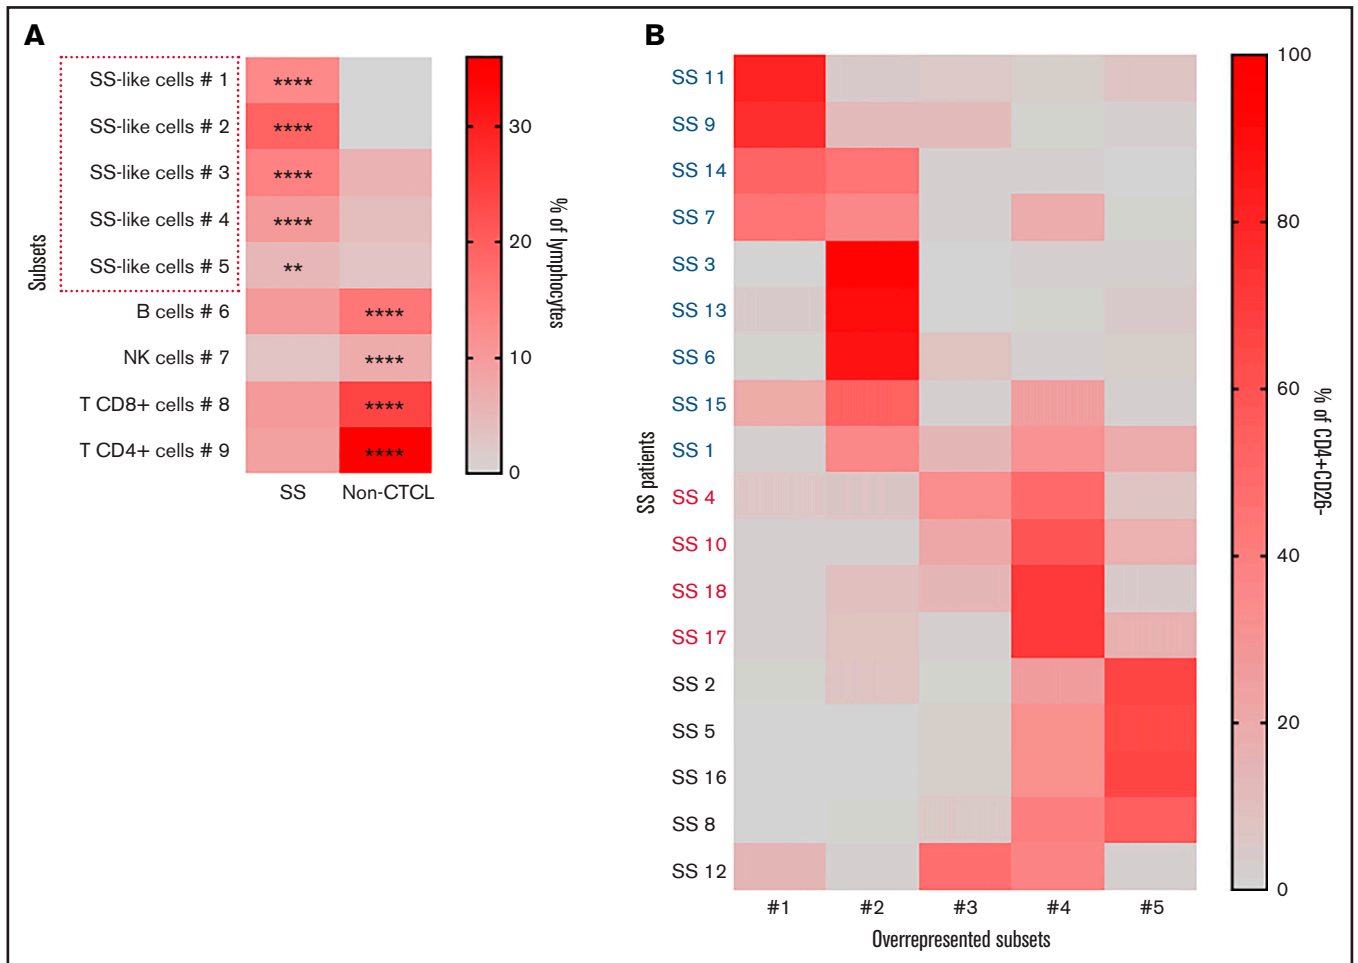 A
SS-like cells # 1
SS-like cells # 2
SS-like cells # 3
SS-like cells # 4
SS-like cells # 5
B cells # 6
NK cells # 7
T CD8+ cells # 8
T CD4+ cells # 9
Subsets
****
****
****
****
**
****
****
****
****
SS
Non-CTCL
30
20
10
0
% of lymphocytes
B
SS 11
SS 9
SS 14
SS 7
SS 3
SS 13
SS 6
SS 15
SS 1
SS 4
SS 10
SS 18
SS 17
SS 2
SS 5
SS 16
SS 8
SS 12
SS patients
#1
#2
#3
#4
#5
Overrepresented subsets
100
80
60
40
20
0
% of CD4+CD26-